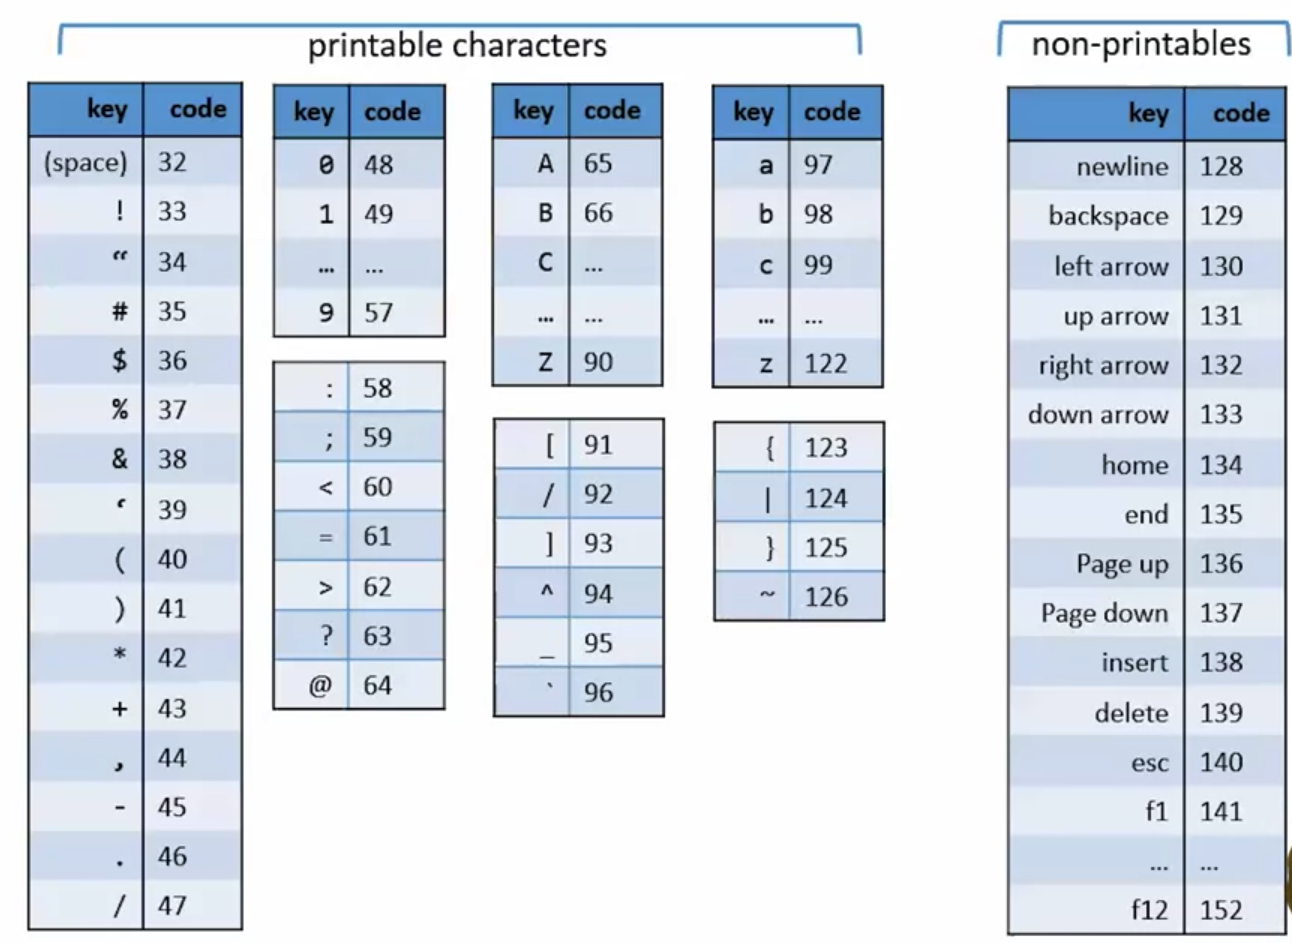 printable characters
non-printables
key code
(space) 32
! 33
“ 34
# 35
$ 36
% 37
& 38
‘ 39
( 40
) 41
* 42
+ 43
, 44
- 45
. 46
/ 47
key code
0 48
1 49
... ...
9 57
: 58
; 59
< 60
= 61
> 62
? 63
@ 64
key code
A 65
B 66
C ...
... ...
Z 90
[ 91
/ 92
] 93
^ 94
_ 95
` 96
key code
a 97
b 98
c 99
... ...
z 122
{ 123
| 124
} 125
~ 126
key code
newline 128
backspace 129
left arrow 130
up arrow 131
right arrow 132
down arrow 133
home 134
end 135
Page up 136
Page down 137
insert 138
delete 139
esc 140
f1 141
... ...
f12 152